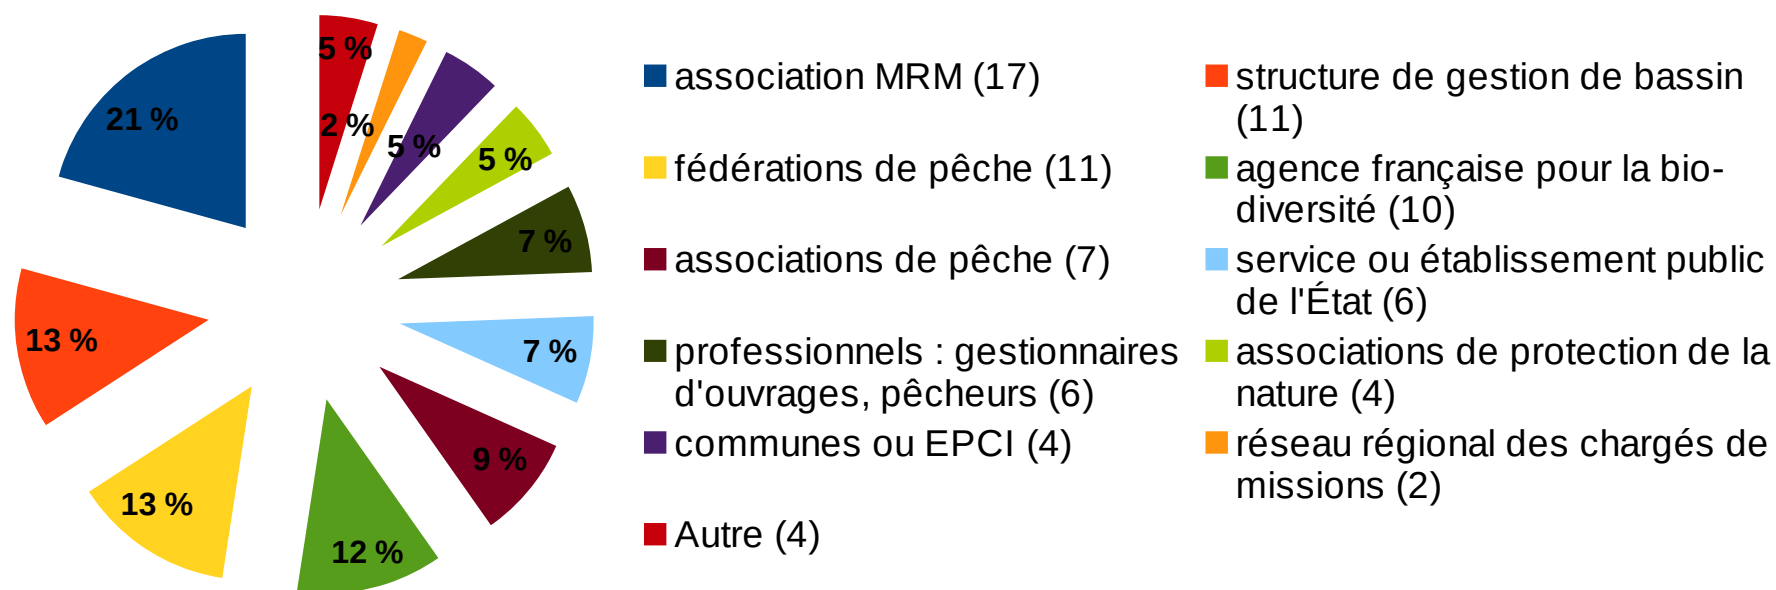 5 %
2 %
5 %
5 %
7 %
7 %
9 %
12 %
13 %
13 %
21 %
association MRM (17)
structure de gestion de bassin
(11)
fédérations de pêche (11)
agence française pour la bio-
diversité (10)
associations de pêche (7)
service ou établissement public
de l'État (6)
professionnels : gestionnaires
d'ouvrages, pêcheurs (6)
associations de protection de la
nature (4)
communes ou EPCI (4)
réseau régional des chargés de
missions (2)
Autre (4)